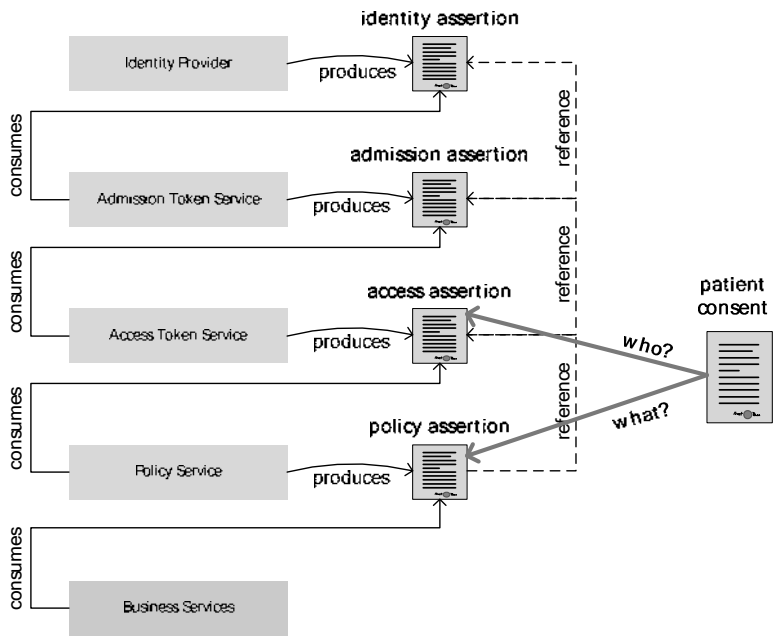 identity assertion
Identity Provider
produces
consumes
reference
admission assertion
Admission Token Service
produces
consumes
reference
access assertion
patient
consent
Access Token Service
produces
who?
consumes
reference
what?
policy assertion
Policy Service
produces
consumes
Business Services